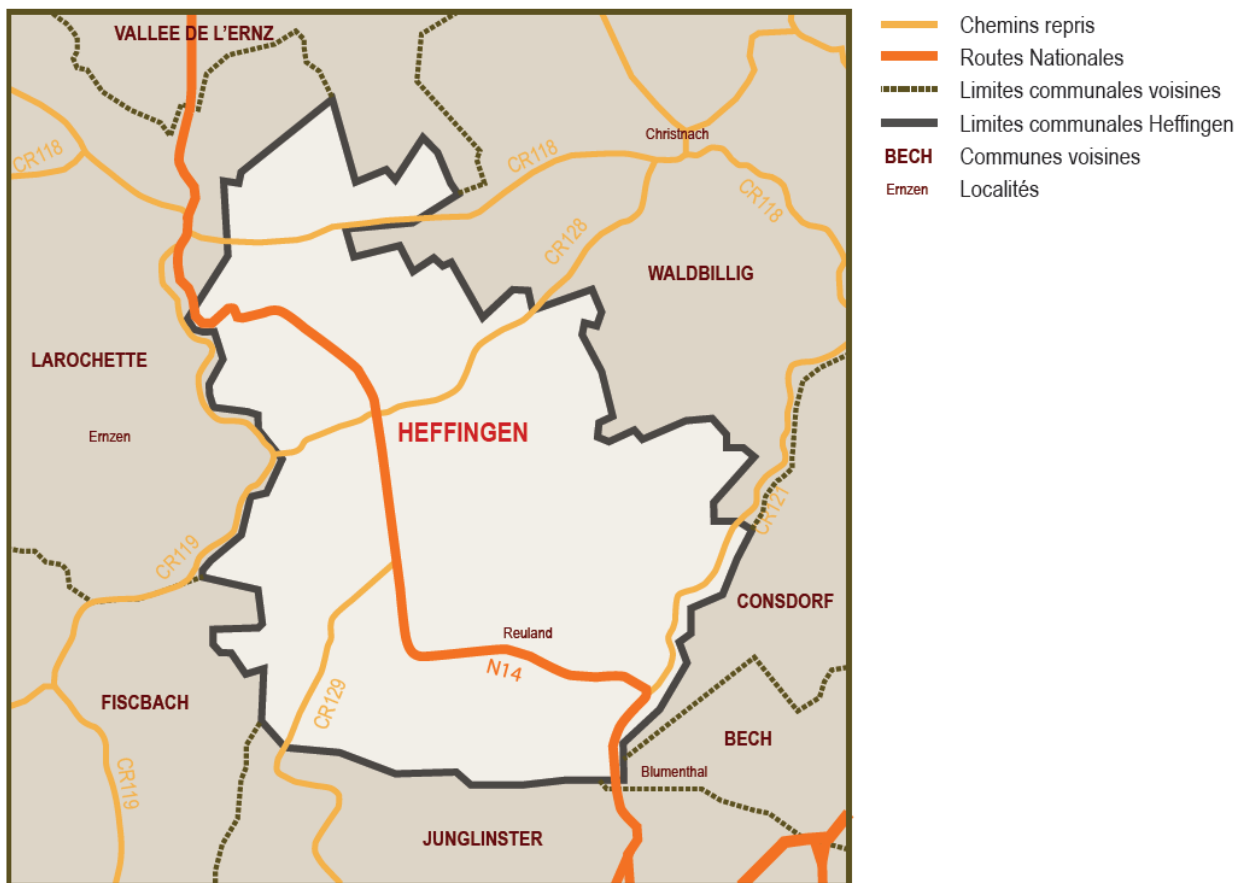 VALLEE DE L'ERNZ
Christnach
CR118
CR118
CR118
CR128
WALDBILLIG
LAROCHETTE
Ernzen
HEFFINGEN
CR121
CR119
CONSDORF
Reuland
N14
FISCBACH
CR129
BECH
Blumenthal
CR119
JUNGLINSTER
Chemins repris
Routes Nationales
Limites communales voisines
Limites communales Heffingen
BECH Communes voisines
Ernzen Localités